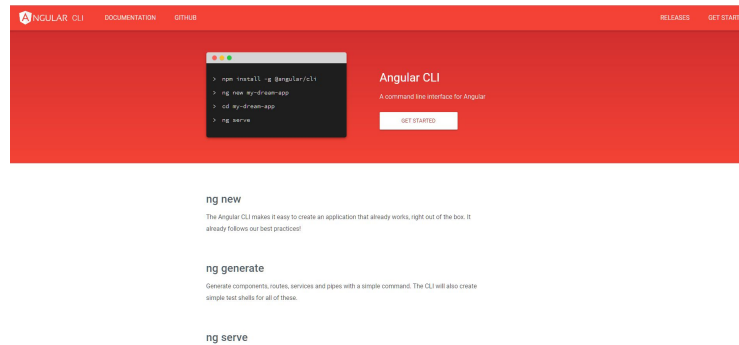 ANGULAR CLI DOCUMENTATION GITHUB RELEASES GET START
> npm install -g @angular/cli
> ng new my-dream-app
> cd my-dream-app
> ng serve
Angular CLI
A command line interface for Angular
GET STARTED
ng new
The Angular CLI makes it easy to create an application that already works, right out of the box. It
already follows our best practices!
ng generate
Generate components, routes, services and pipes with a simple command. The CLI will also create
simple test shells for all of these.
ng serve